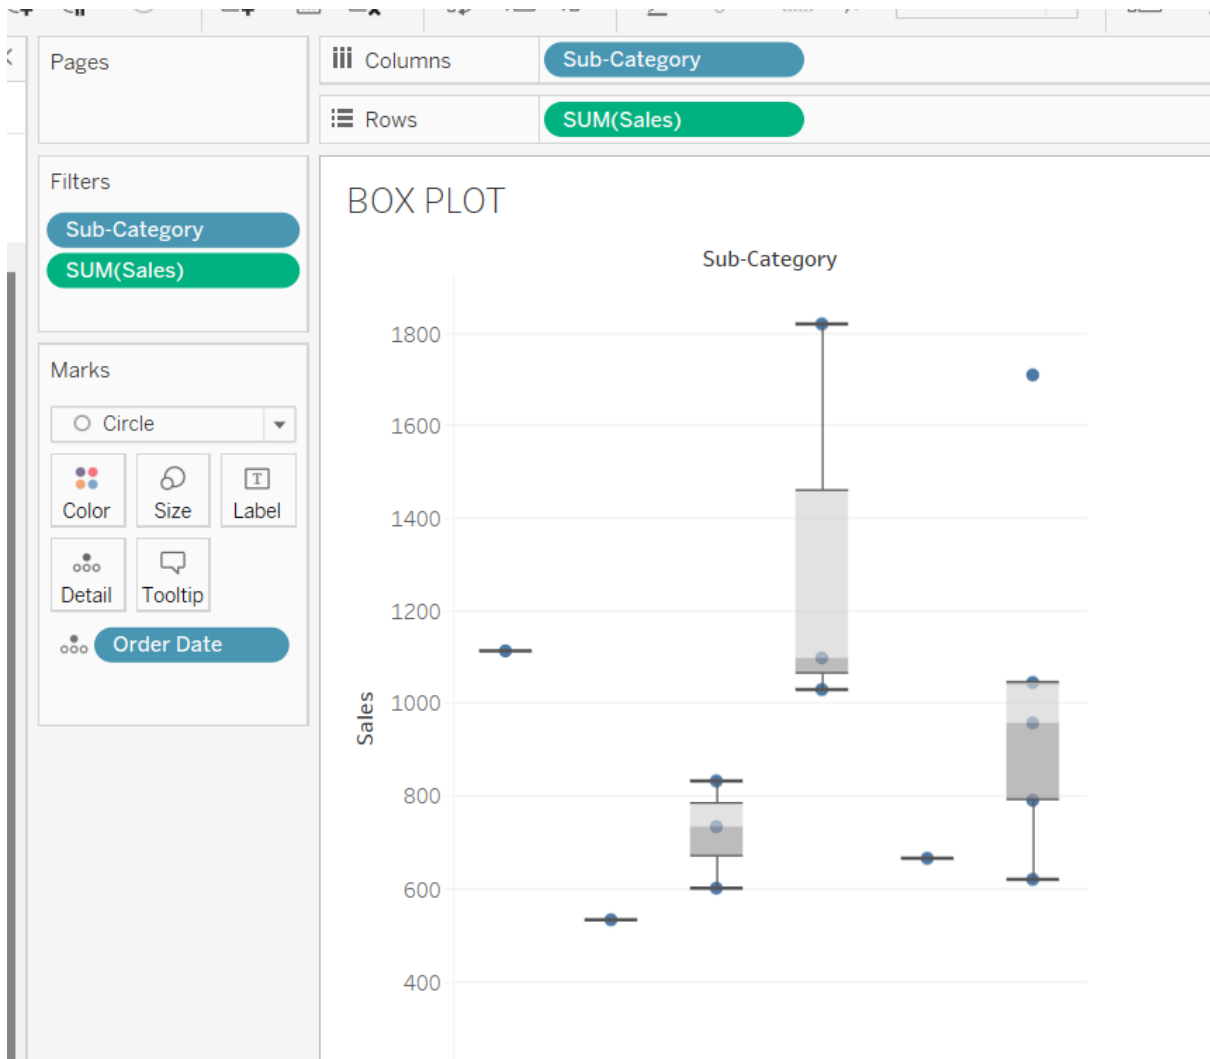 Pages
Columns
Sub-Category
Rows
SUM(Sales)
Filters
Sub-Category
SUM(Sales)
Marks
Circle
Color
Size
T
Label
Detail
Tooltip
Order Date
BOX PLOT
Sub-Category
1800
1600
1400
1200
1000
800
600
400
Sales